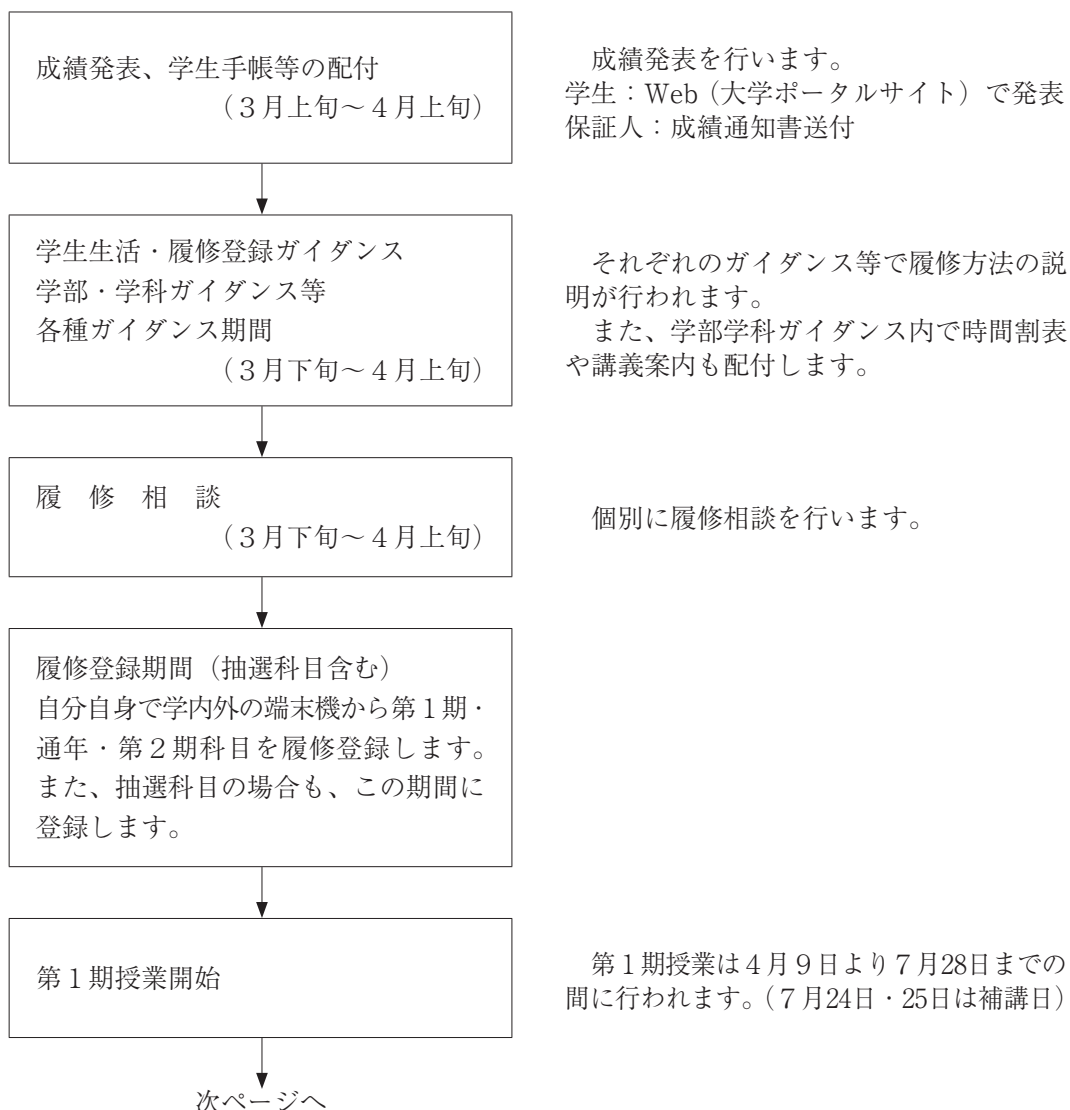 成績発表、学生手帳等の配付
（３月上旬〜４月上旬）
成績発表を行います。
学生：Web（大学ポータルサイト）で発表
保証人：成績通知書送付
学生生活・履修登録ガイダンス
学部・学科ガイダンス等
各種ガイダンス期間
（３月下旬〜４月上旬）
それぞれのガイダンス等で履修方法の説
明が行われます。
また、学部学科ガイダンス内で時間割表
や講義案内も配付します。
履　修　相　談
（３月下旬〜４月上旬）
個別に履修相談を行います。
履修登録期間（抽選科目含む）
自分自身で学内外の端末機から第１期・
通年・第２期科目を履修登録します。
また、抽選科目の場合も、この期間に
登録します。
第１期授業開始
第１期授業は４月９日より７月28日までの
間に行われます。（７月24日・25日は補講日）
次ページへ